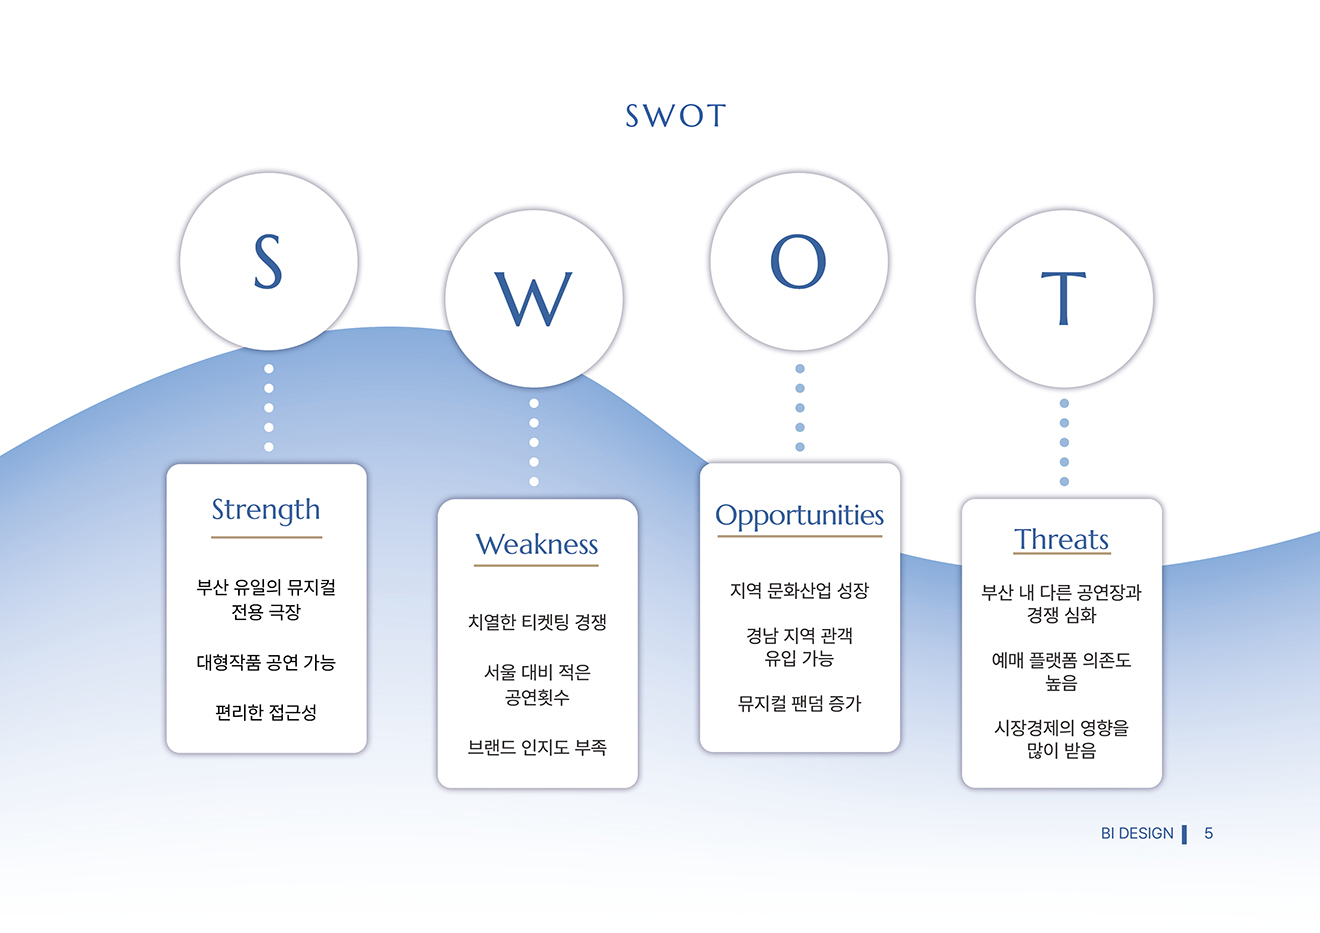 SWOT
S
W
O
T
Strength
부산 유일의 뮤지컬
전용 극장
대형작품 공연 가능
편리한 접근성
Weakness
치열한 티켓팅 경쟁
서울 대비 적은
공연횟수
브랜드 인지도 부족
Opportunities
지역 문화산업 성장
경남 지역 관객
유입 가능
뮤지컬 팬덤 증가
Threats
부산 내 다른 공연장과
경쟁 심화
예매 플랫폼 의존도
높음
시장경제의 영향을
많이 받음
BI DESIGN 5